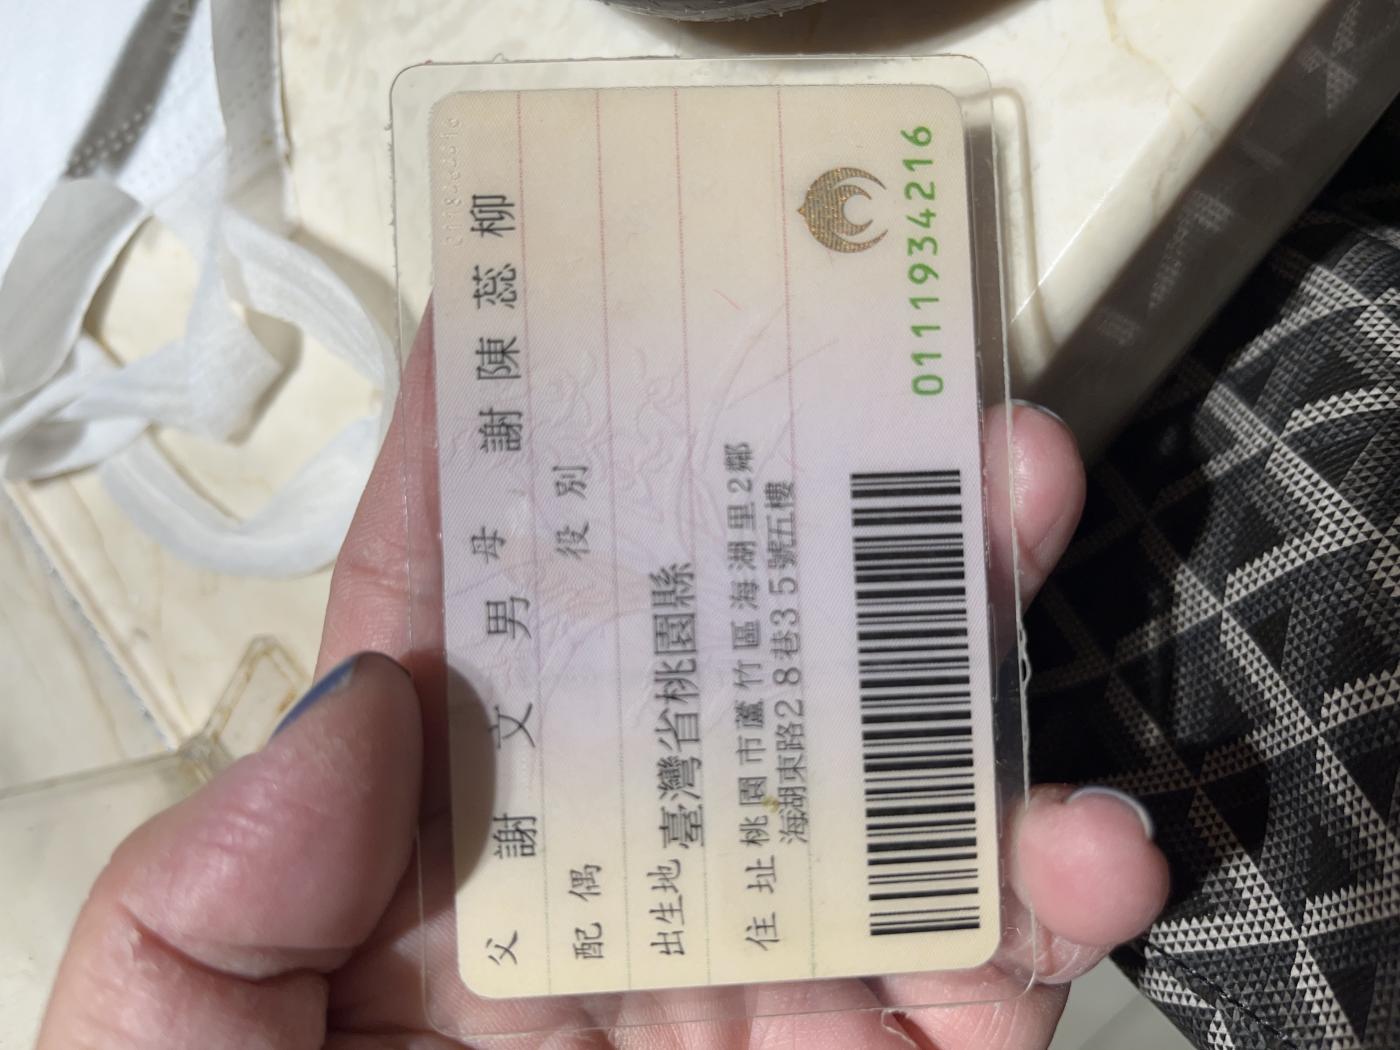 父 謝文男 母 謝陳蕊柳
配偶 役別
出生地 臺灣省桃園縣
住址 桃園市蘆竹區海湖里2鄰
海湖東路228巷35號五樓
0111934216